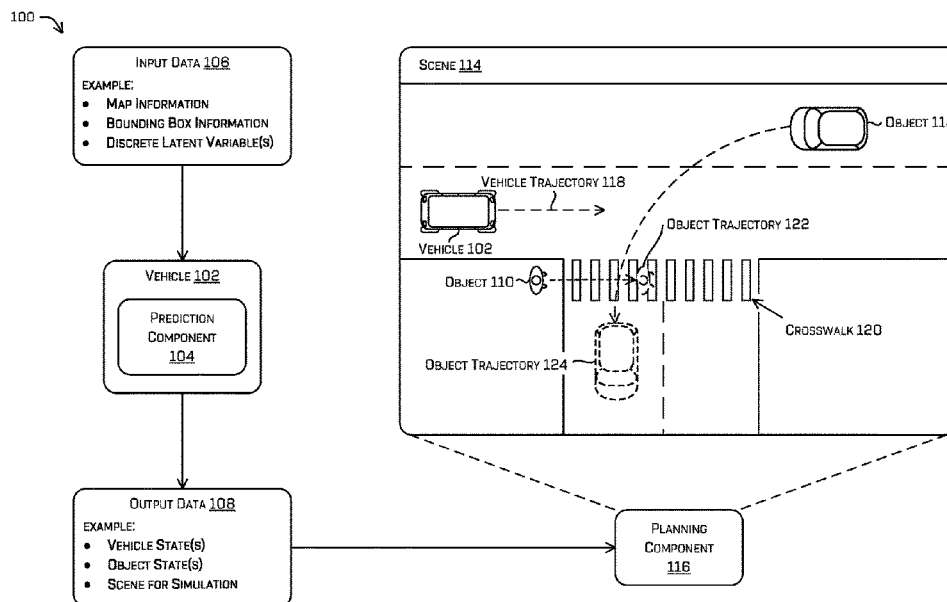 100
INPUT DATA 106
EXAMPLE:
• MAP INFORMATION
• BOUNDING BOX INFORMATION
• DISCRETE LATENT VARIABLE(S)
VEHICLE 102
PREDICTION
COMPONENT
104
OUTPUT DATA 108
EXAMPLE:
• VEHICLE STATE(S)
• OBJECT STATE(S)
• SCENE FOR SIMULATION
SCENE 114
OBJECT
VEHICLE TRAJECTORY 118
VEHICLE 102
OBJECT TRAJECTORY 122
OBJECT 110
CROSSWALK 120
OBJECT TRAJECTORY 124
PLANNING
COMPONENT
116